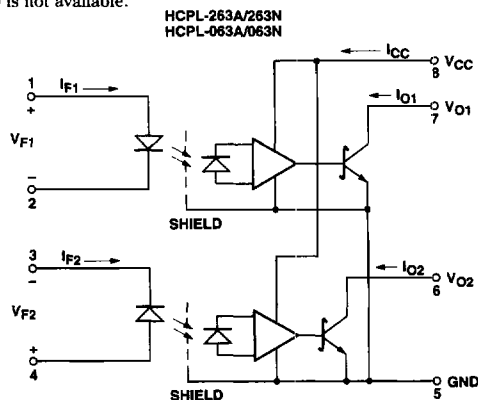 is not available.
HCPL-263A/263N
HCPL-063A/063N
ICC
8 VCC
1
IF1
+
IO1
VO1
7
VF1
–
2
SHIELD
3
IF2
–
IO2
VO2
6
VF2
+
4
GND
5
SHIELD